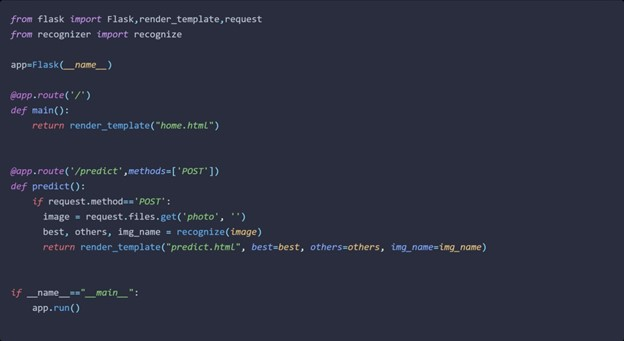 from flask import Flask,render_template,request
from recognizer import recognize
app=Flask(__name__)
@app.route('/')
def main():
    return render_template("home.html")
@app.route('/predict',methods=['POST'])
def predict():
    if request.method=='POST':
      image = request.files.get('photo', '')
      best, others, img_name = recognize(image)
      return render_template("predict.html", best=best, others=others, img_name=img_name)
if __name__=="__main__":
    app.run()